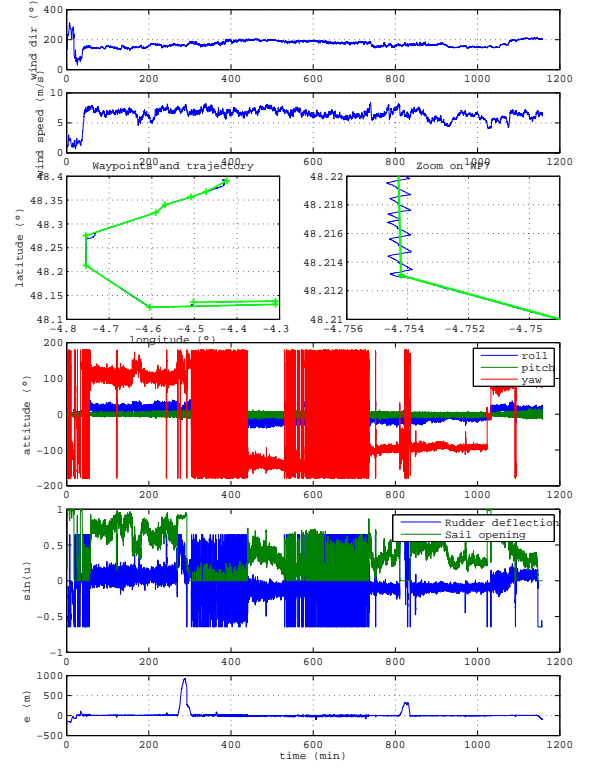 wind dir (º)
400
200
0
0 200 400 600 800 1000 1200
wind speed (m/s)
10
5
0
0 200 400 600 800 1000 1200
Waypoints and trajectory
latitude (º)
48.4
48.35
48.3
48.25
48.2
48.15
48.1
−4.8 −4.7 −4.6 −4.5 −4.4 −4.3
longitude (º)
Zoom on WP7
48.22
48.218
48.216
48.214
48.212
48.21
−4.756 −4.754 −4.752 −4.75
attitude (º)
200
100
0
−100
−200
0 200 400 600 800 1000 1200
roll
pitch
yaw
sin(u)
1
0.5
0
−0.5
−1
0 200 400 600 800 1000 1200
Rudder deflection
Sail opening
e (m)
1000
500
0
−500
0 200 400 600 800 1000 1200
time (min)